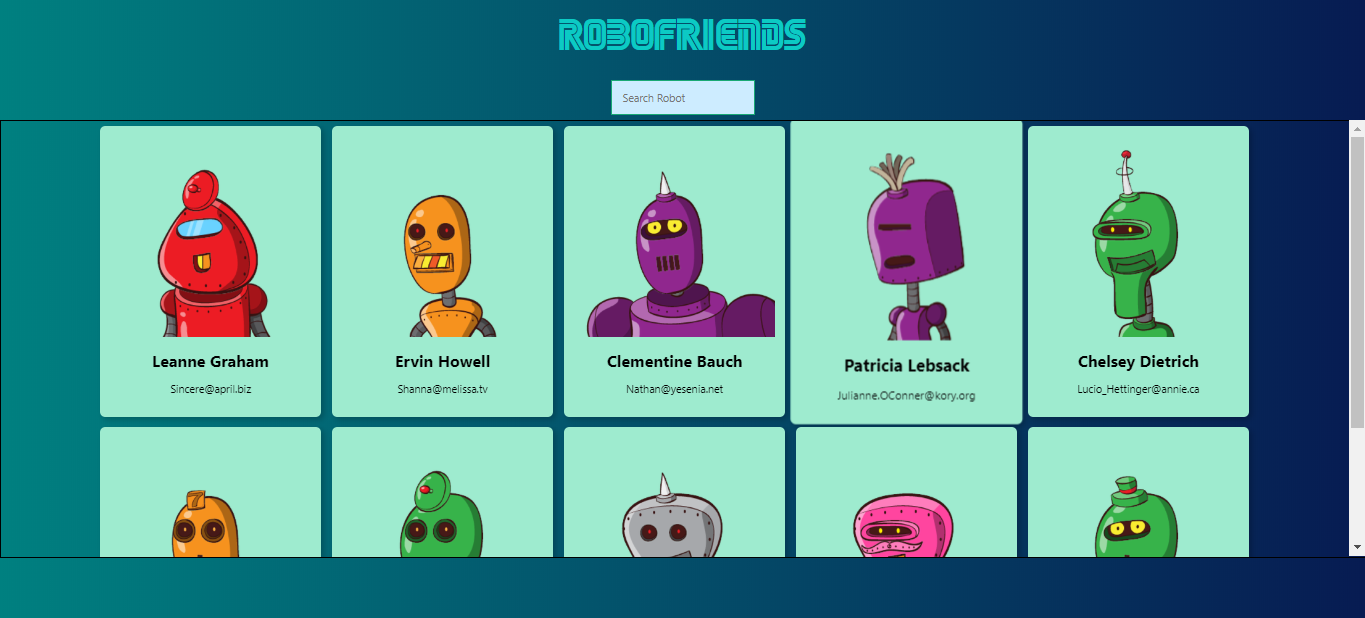 ROBOFRIENDS
Search Robot
Leanne Graham
Sincere@april.biz
Ervin Howell
Shanna@melissa.tv
Clementine Bauch
Nathan@yesenia.net
Patricia Lebsack
Julianne.OConner@kory.org
Chelsey Dietrich
Lucio_Hettinger@annie.ca